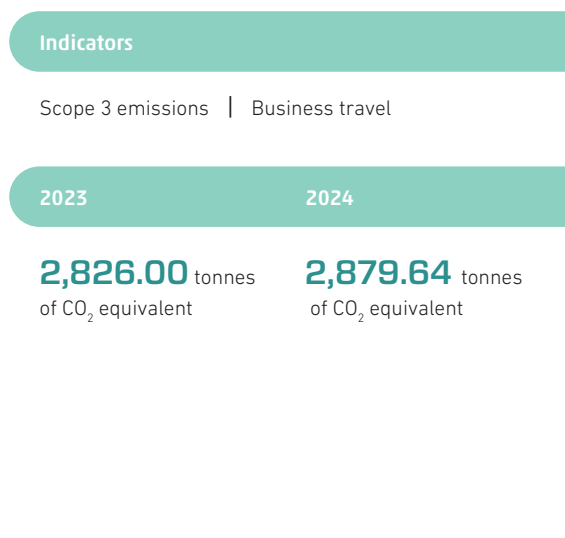 Indicators
Scope 3 emissions | Business travel
2023 2024
2,826.00 tonnes 2,879.64 tonnes
of CO₂ equivalent of CO₂ equivalent